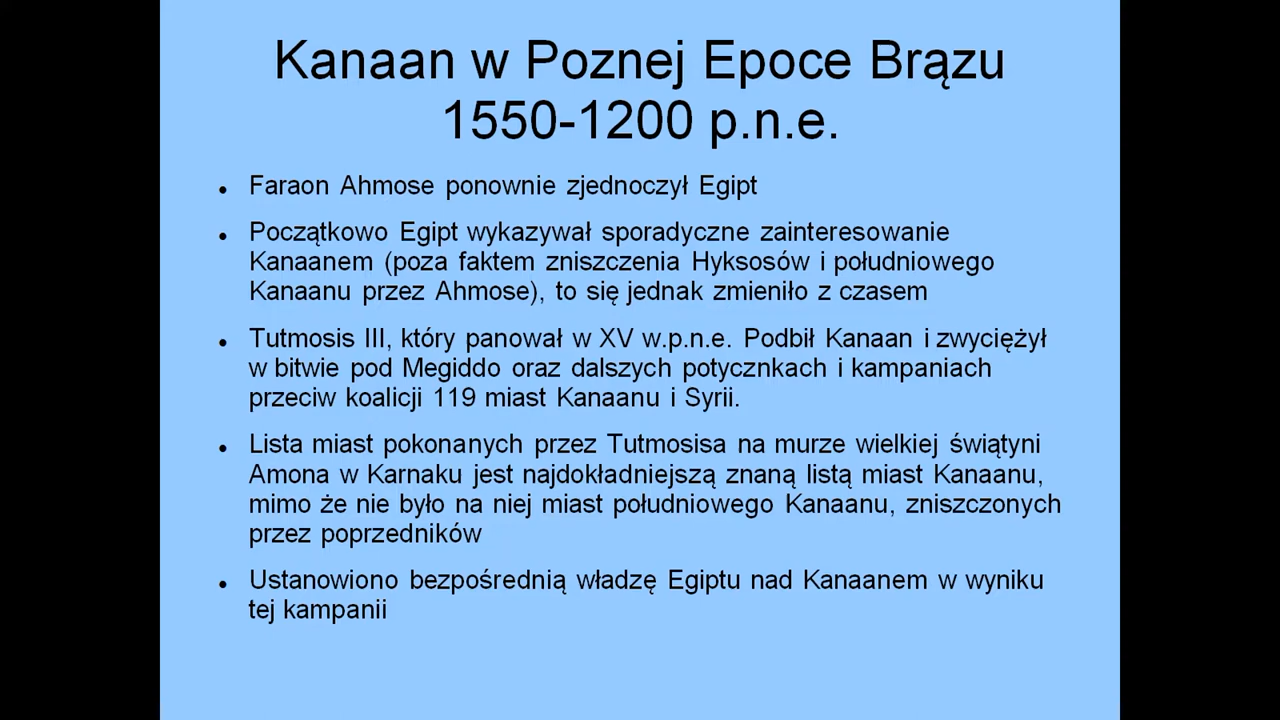 Kanaan w Poznej Epoce Brązu
1550-1200 p.n.e.
• Faraon Ahmose ponownie zjednoczył Egipt
• Początkowo Egipt wykazywał sporadyczne zainteresowanie
Kanaanem (poza faktem zniszczenia Hyksosów i południowego
Kanaanu przez Ahmose), to się jednak zmieniło z czasem
• Tutmosis III, który panował w XV w.p.n.e. Podbił Kanaan i zwyciężył
w bitwie pod Megiddo oraz dalszych potycznkach i kampaniach
przeciw koalicji 119 miast Kanaanu i Syrii.
• Lista miast pokonanych przez Tutmosisa na murze wielkiej świątyni
Amona w Karnaku jest najdokładniejszą znaną listą miast Kanaanu,
mimo że nie było na niej miast południowego Kanaanu, zniszczonych
przez poprzedników
• Ustanowiono bezpośrednią władzę Egiptu nad Kanaanem w wyniku
tej kampanii